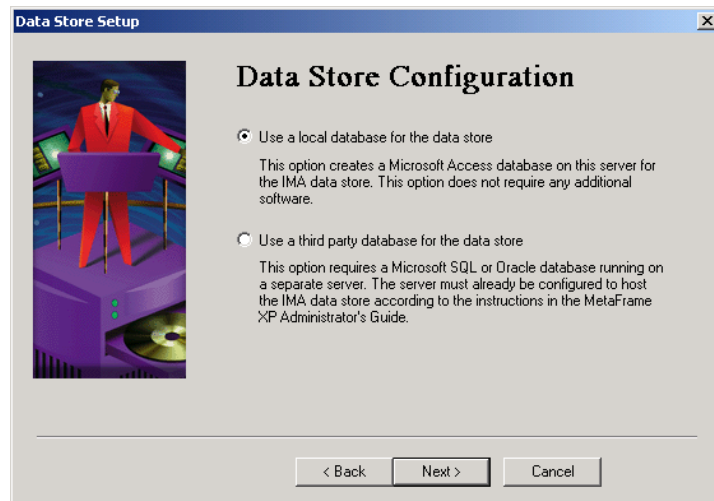 Data Store Setup
Data Store Configuration
Use a local database for the data store
This option creates a Microsoft Access database on this server for
the IMA data store. This option does not require any additional
software.
Use a third party database for the data store
This option requires a Microsoft SQL or Oracle database running on
a separate server. The server must already be configured to host
the IMA data store according to the instructions in the MetaFrame
XP Administrator's Guide.
< Back Next > Cancel